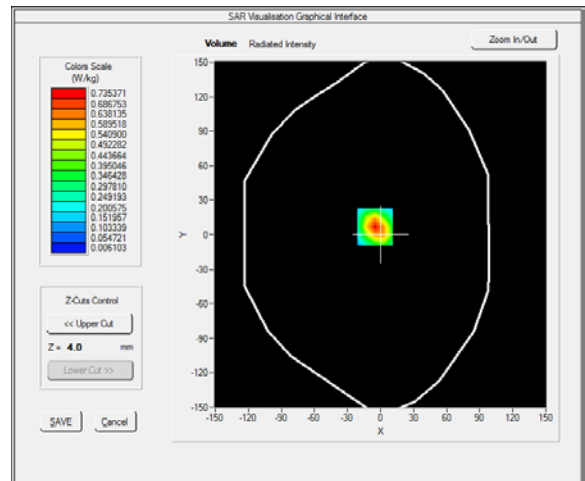 SAR Visualisation Graphical Interface
Volume Radiated Intensity
Zoom In/Out
Colors Scale
(W/kg)
0.735371
0.686753
0.638135
0.589518
0.540900
0.492282
0.443664
0.395046
0.346428
0.297810
0.249193
0.200575
0.151957
0.103339
0.054721
0.006103
150
120
90
60
30
0
-30
-60
-90
-120
-150
Y
-150 -120 -90 -60 -30 0 30 60 90 120 150
X
Z-Cuts Control
<< Upper Cut
Z = 4.0 mm
Lower Cut >>
SAVE Cancel